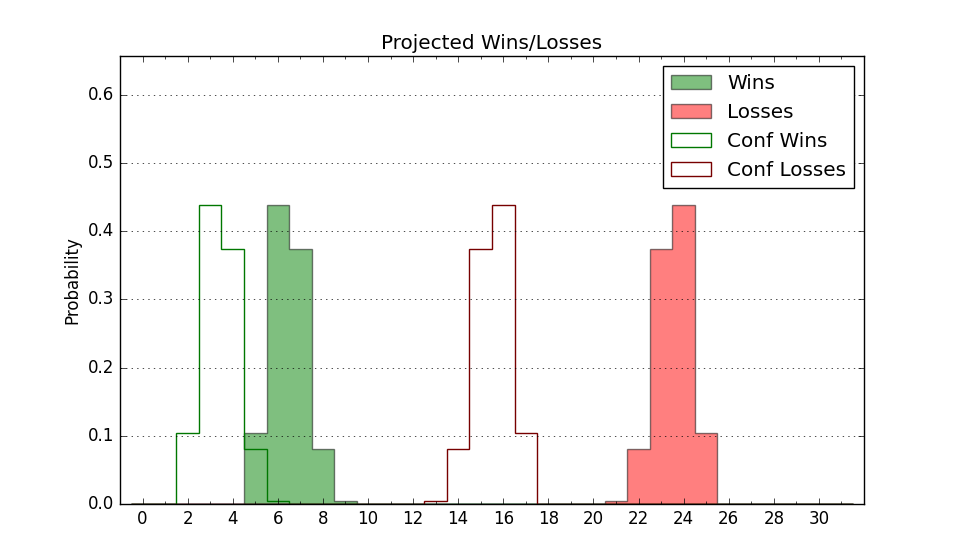 Projected Wins/Losses
Probability
0.6
0.5
0.4
0.3
0.2
0.1
0.0
Wins
Losses
Conf Wins
Conf Losses
0 2 4 6 8 10 12 14 16 18 20 22 24 26 28 30